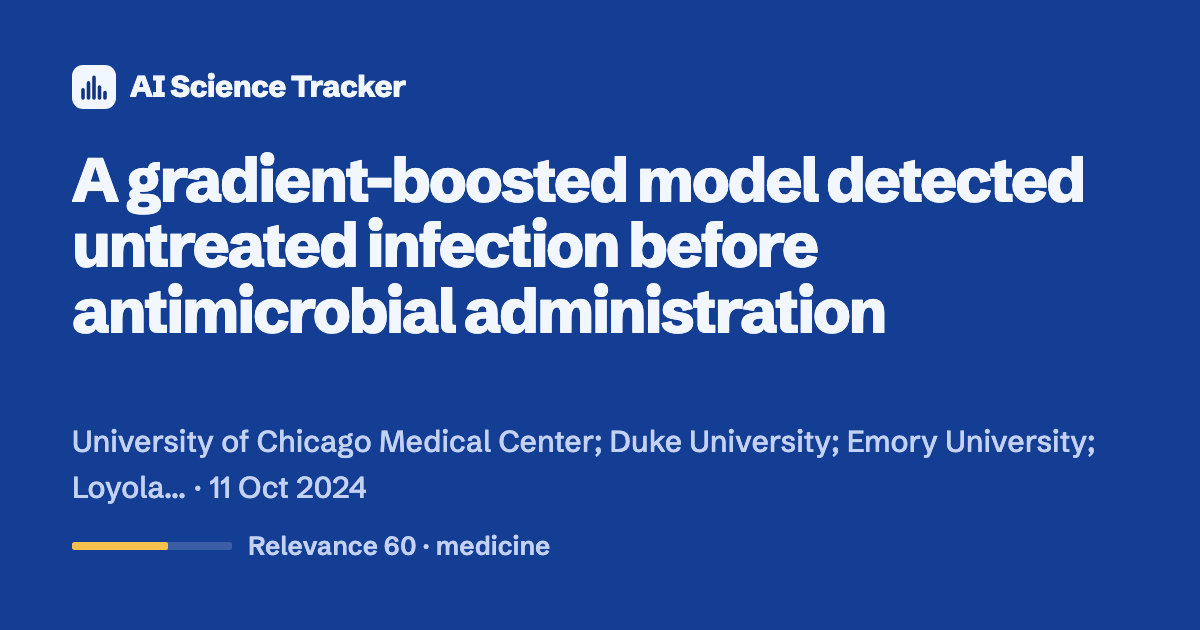 AI Science Tracker
A gradient-boosted model detected
untreated infection before
antimicrobial administration
University of Chicago Medical Center; Duke University; Emory University;
Loyola... · 11 Oct 2024
Relevance 60 · medicine